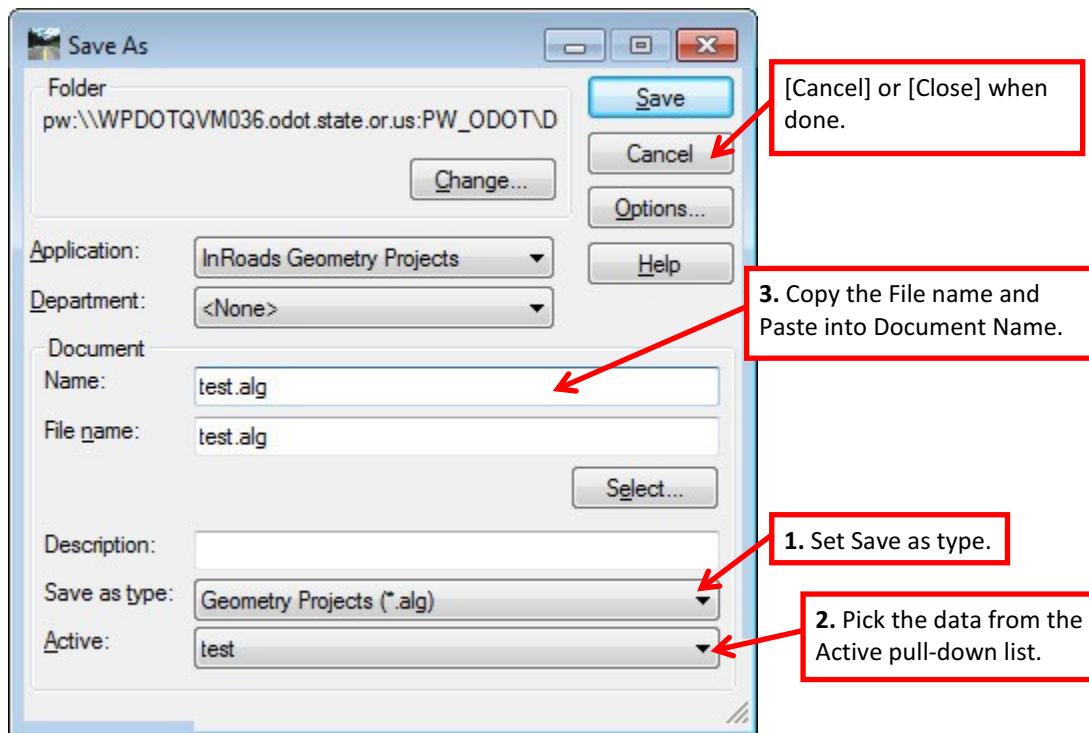 Save As
Folder
pw:\\WPDOTQVM036.odot.state.or.us:PW_ODOT\D
Change...
Save
Cancel
Options...
Help
[Cancel] or [Close] when
done.
Application:
InRoads Geometry Projects
Department:
<None>
3. Copy the File name and
Paste into Document Name.
Document
Name:
test.alg
File name:
test.alg
Select...
Description:
Save as type:
Geometry Projects (*.alg)
1. Set Save as type.
Active:
test
2. Pick the data from the
Active pull-down list.